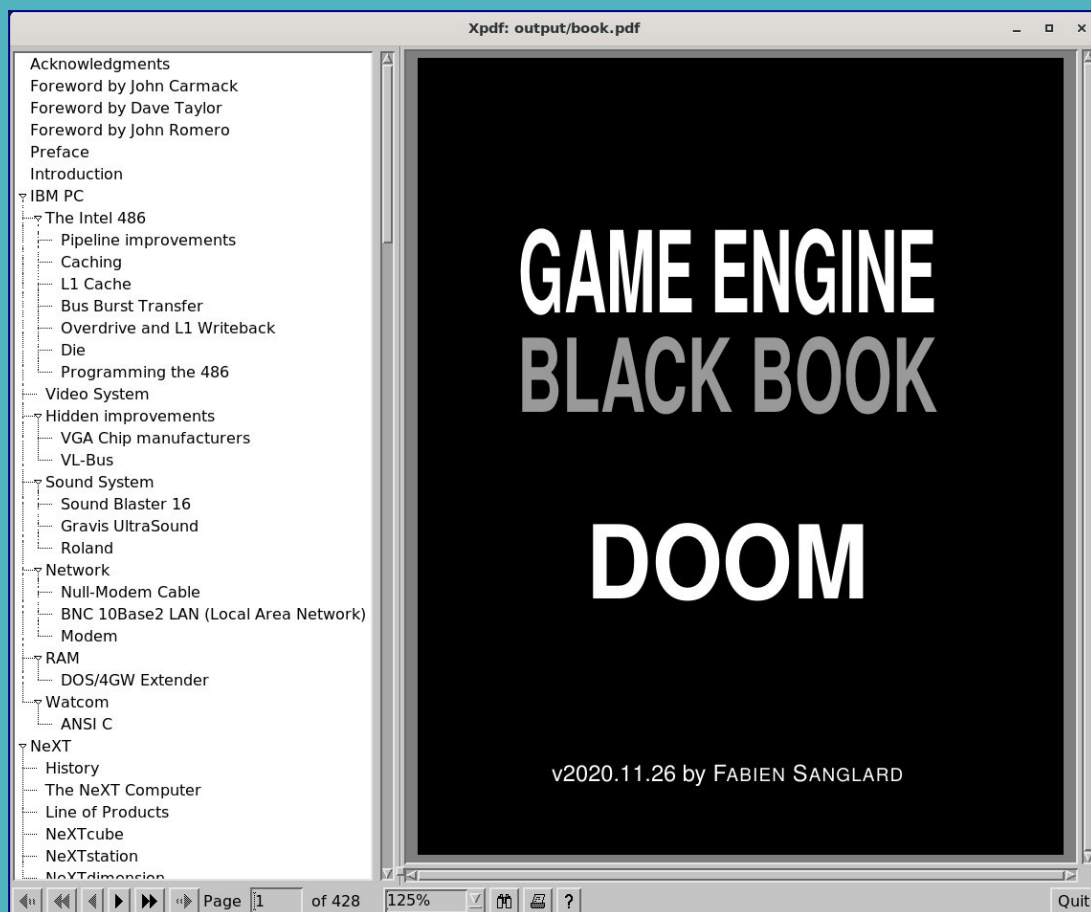 Xpdf: output/book.pdf
Acknowledgments
Foreword by John Carmack
Foreword by Dave Taylor
Foreword by John Romero
Preface
Introduction
IBM PC
The Intel 486
Pipeline improvements
Caching
L1 Cache
Bus Burst Transfer
Overdrive and L1 Writeback
Die
Programming the 486
Video System
Hidden improvements
VGA Chip manufacturers
VL-Bus
Sound System
Sound Blaster 16
Gravis UltraSound
Roland
Network
Null-Modem Cable
BNC 10Base2 LAN (Local Area Network)
Modem
RAM
DOS/4GW Extender
Watcom
ANSI C
NeXT
History
The NeXT Computer
Line of Products
NeXTcube
NeXTstation
NeXTdimension
GAME ENGINE
BLACK BOOK
DOOM
v2020.11.26 by FABIEN SANGLARD
Page 1 of 428 125% ? Quit